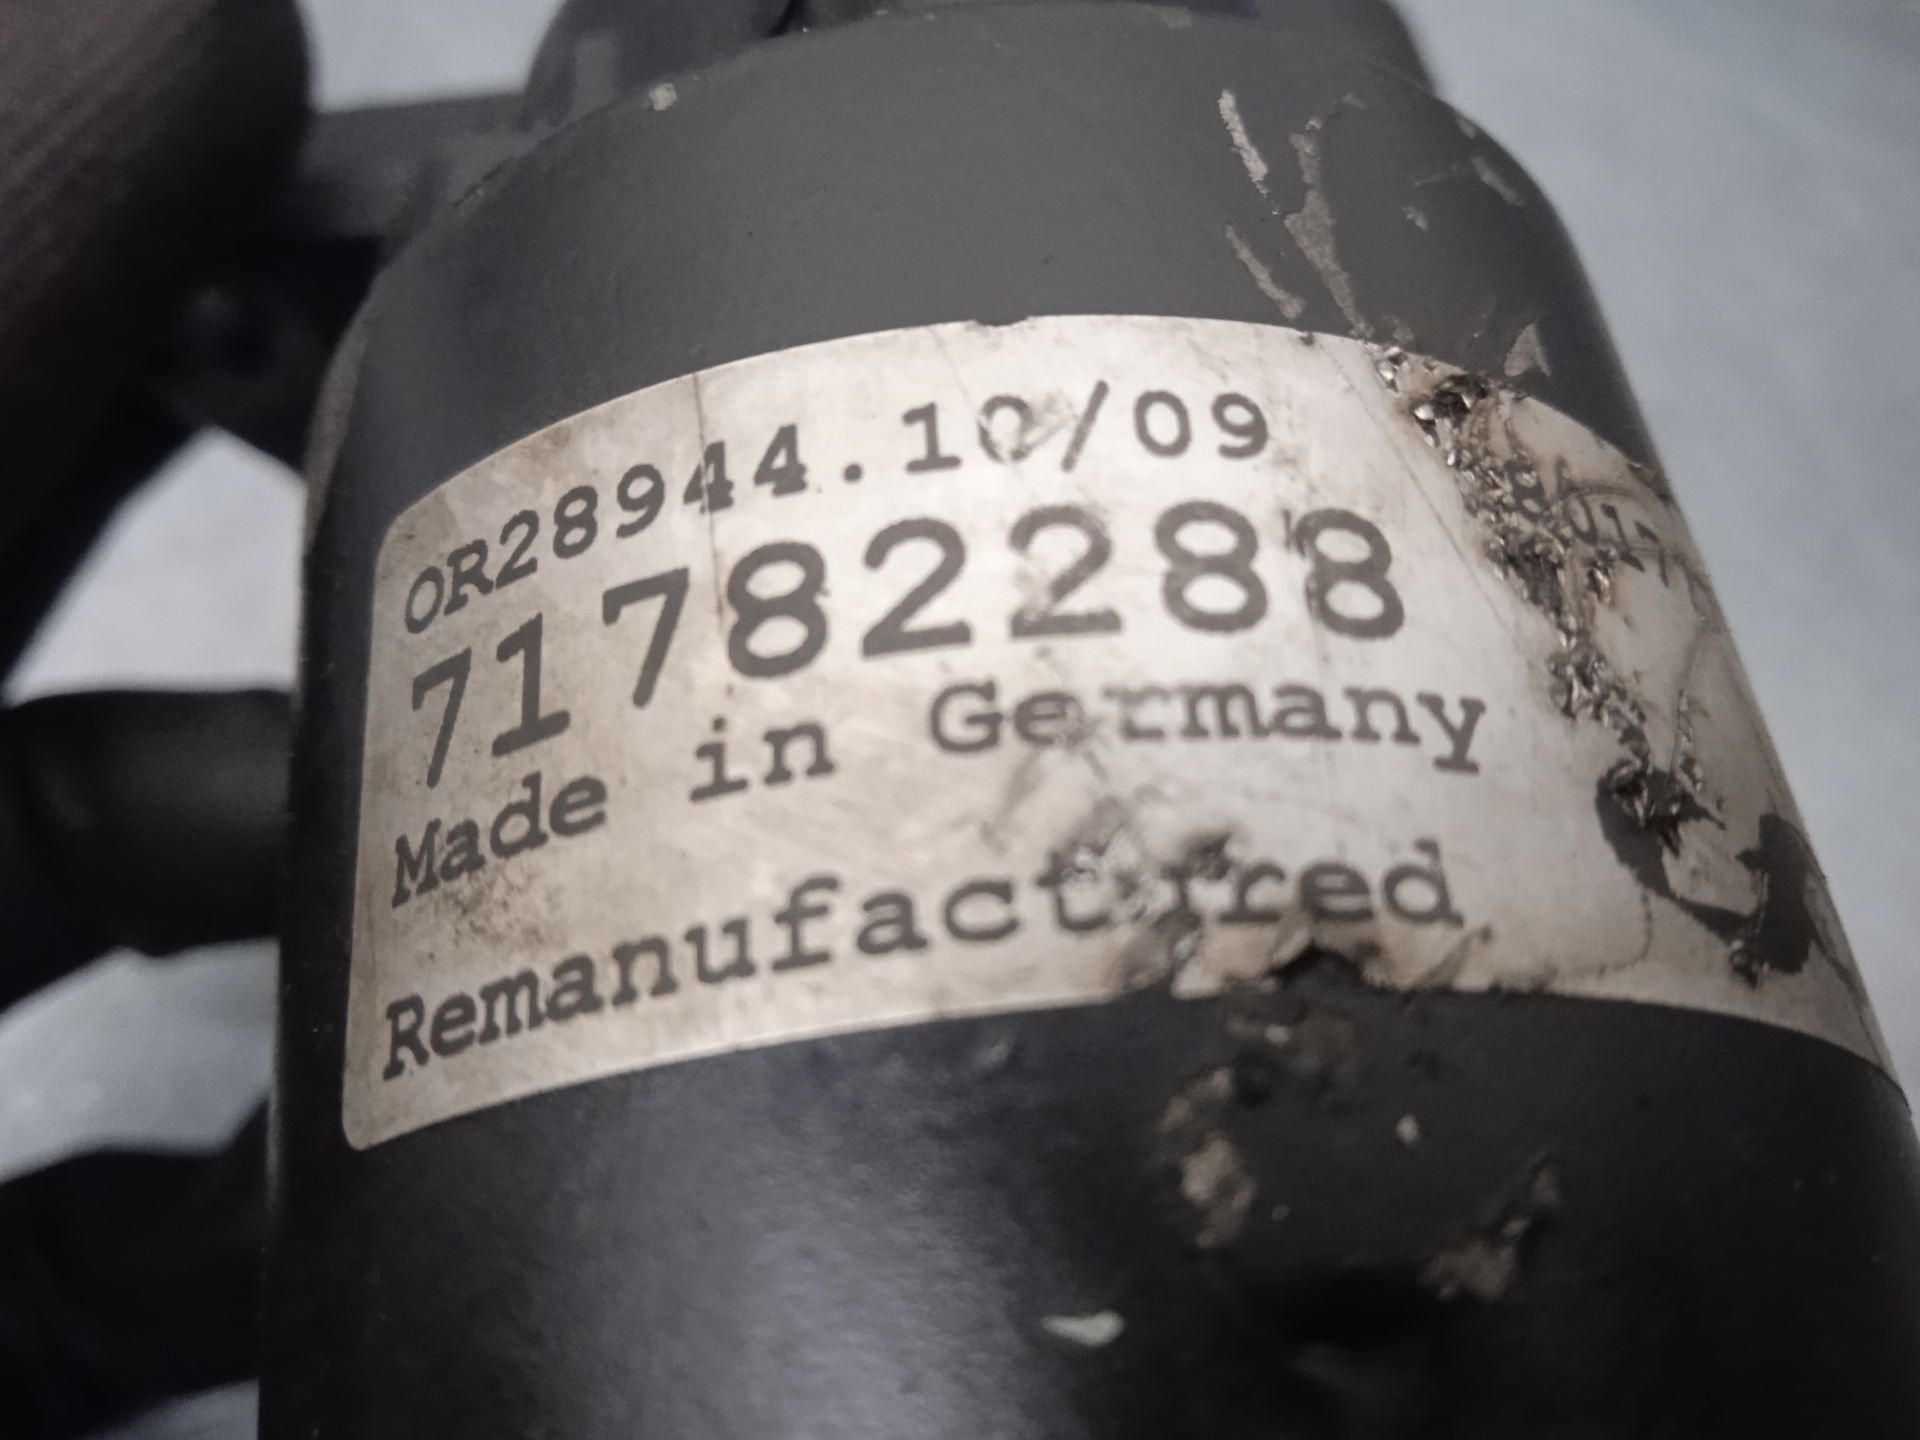 OR28944.10/09
71782288
Made in Germany
Remanufactured